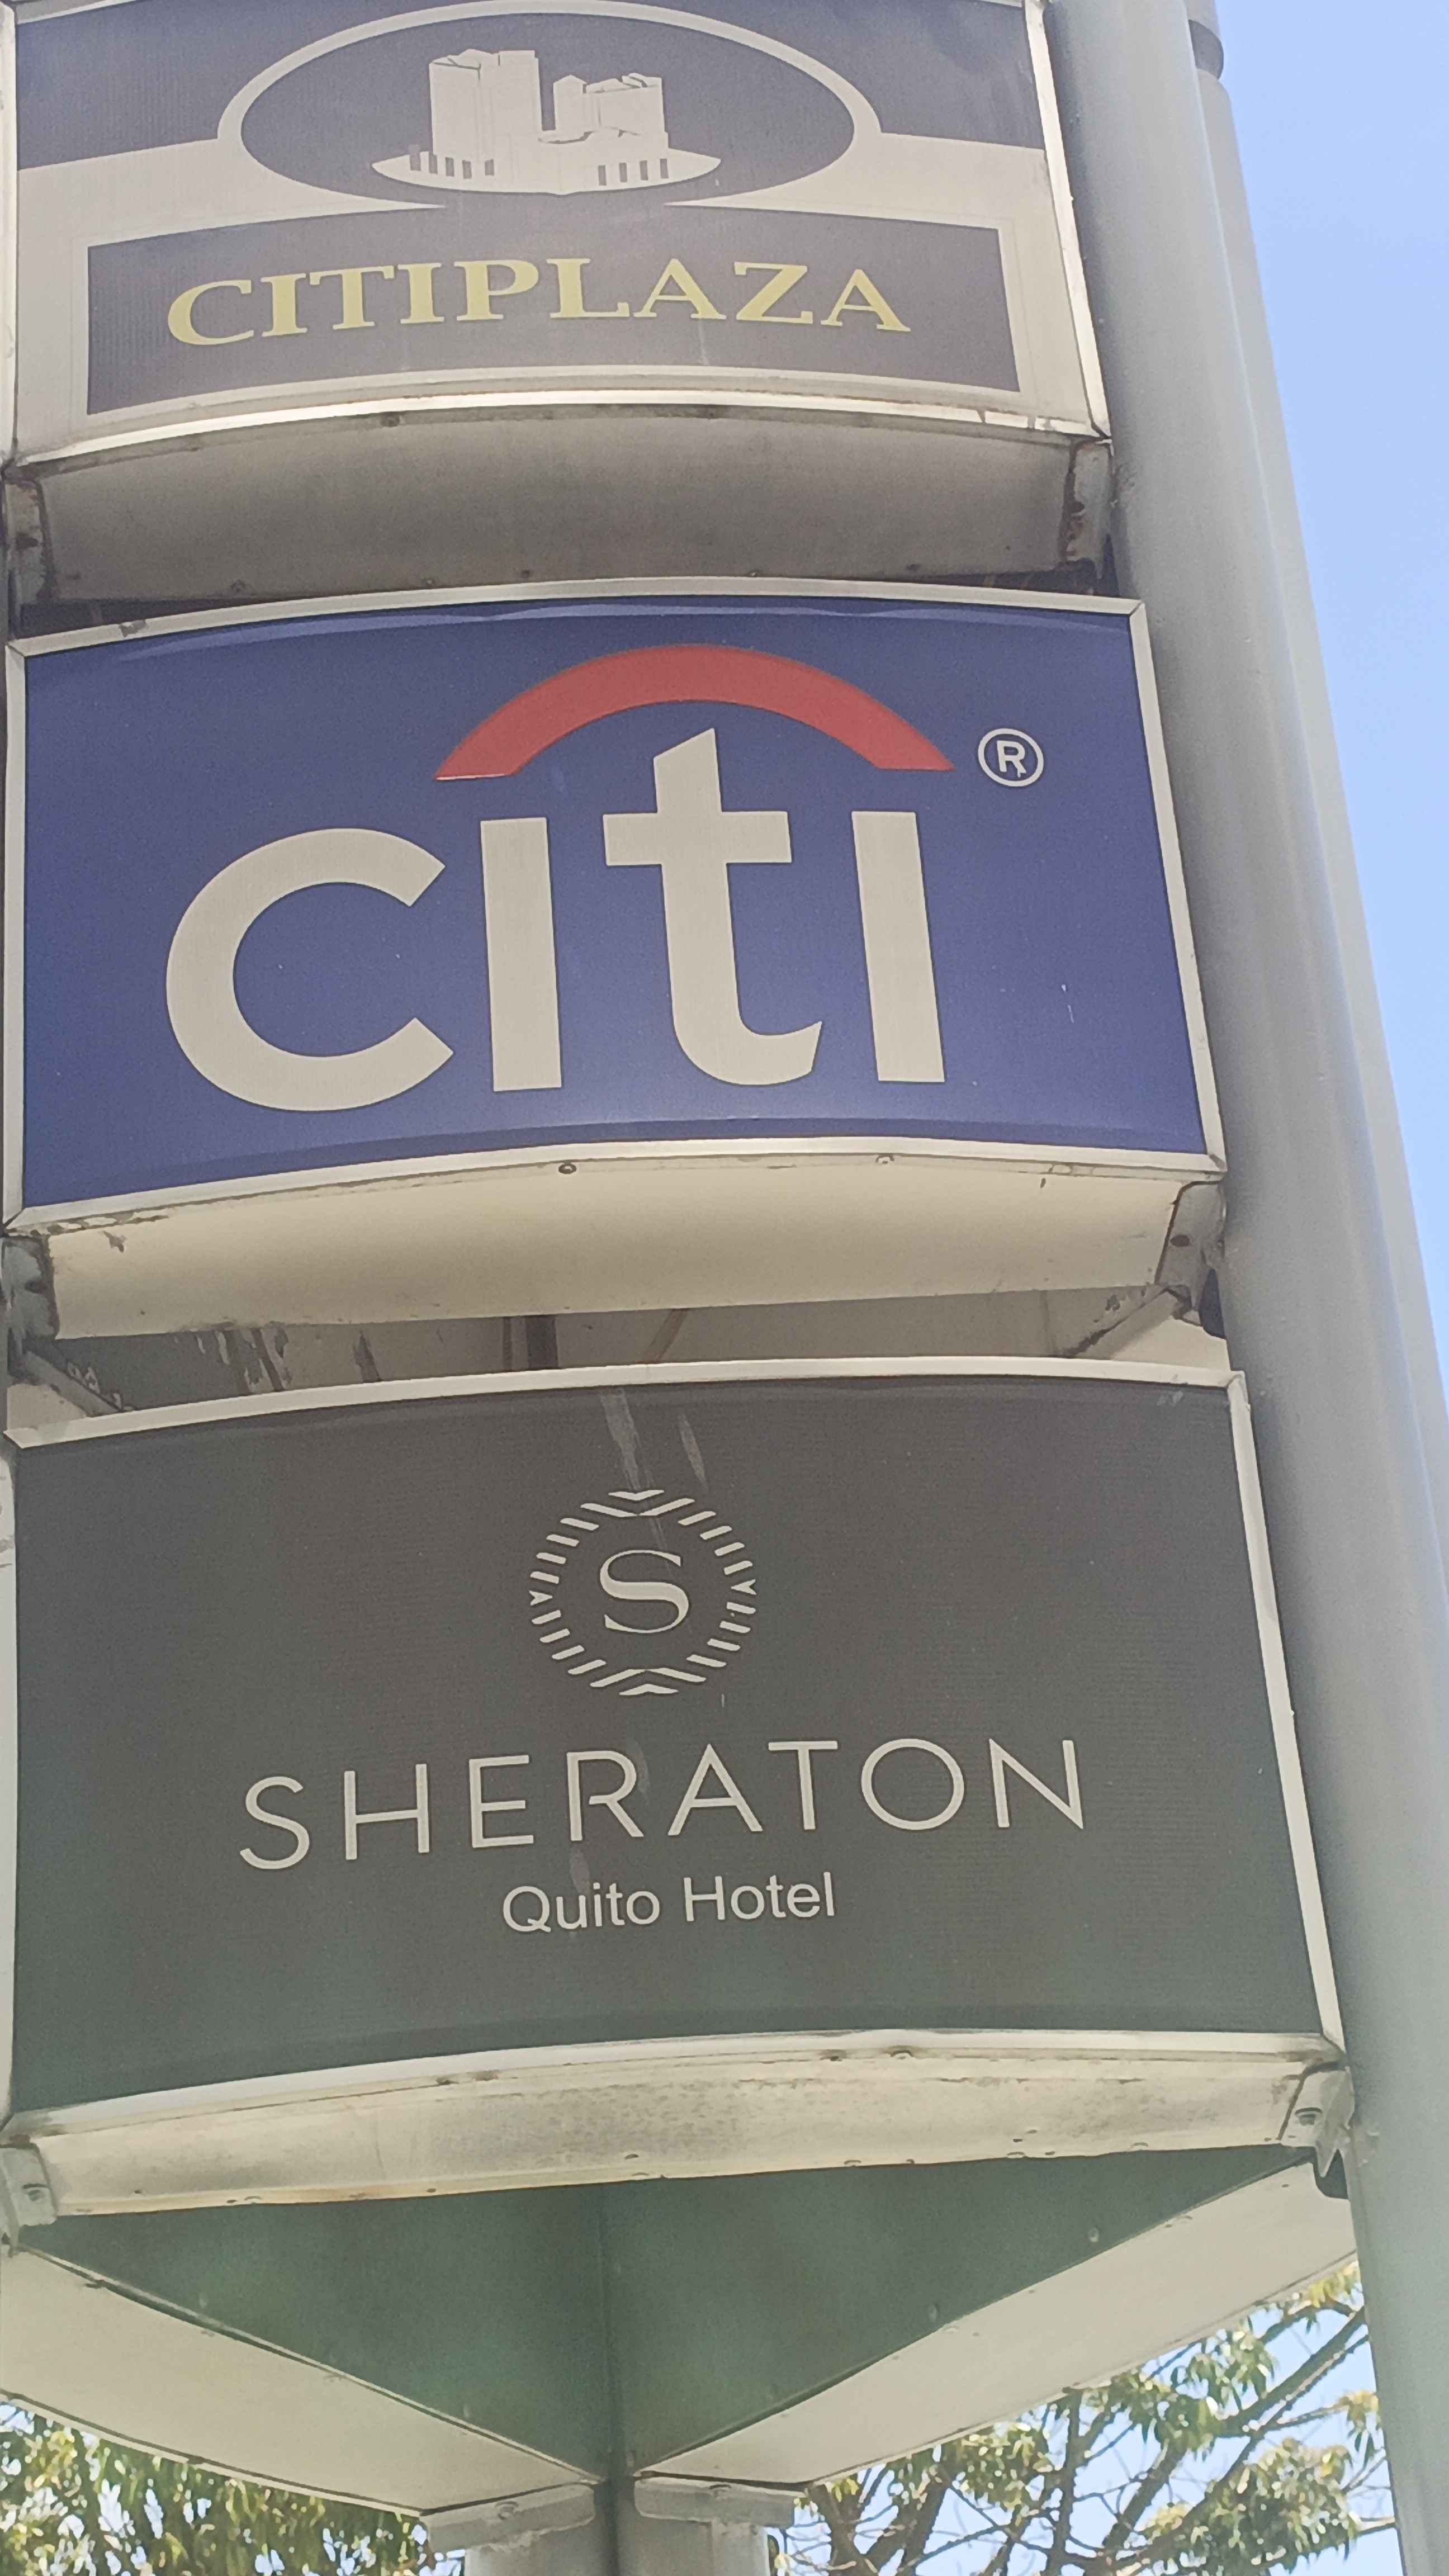 CITIPLAZA
citi®
S
SHERATON
Quito Hotel